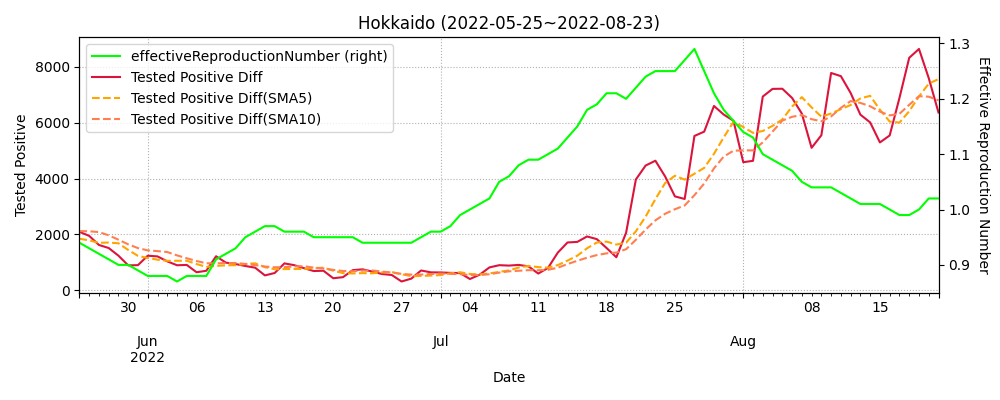 Hokkaido (2022-05-25~2022-08-23)
effectiveReproductionNumber (right)
Tested Positive Diff
Tested Positive Diff(SMA5)
Tested Positive Diff(SMA10)
Tested Positive
8000
6000
4000
2000
0
Effective Reproduction Number
1.3
1.2
1.1
1.0
0.9
30 06 13 20 27 04 11 18 25 08 15
Jun Jul Aug
2022
Date